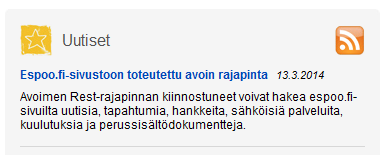 Uutiset
Espoo.fi-sivustoon toteutettu avoin rajapinta 13.3.2014
Avoimen Rest-rajapinnan kiinnostuneet voivat hakea espoo.fi-
sivuilta uutisia, tapahtumia, hankkeita, sähköisiä palveluita,
kuulutuksia ja perussisältödokumentteja.